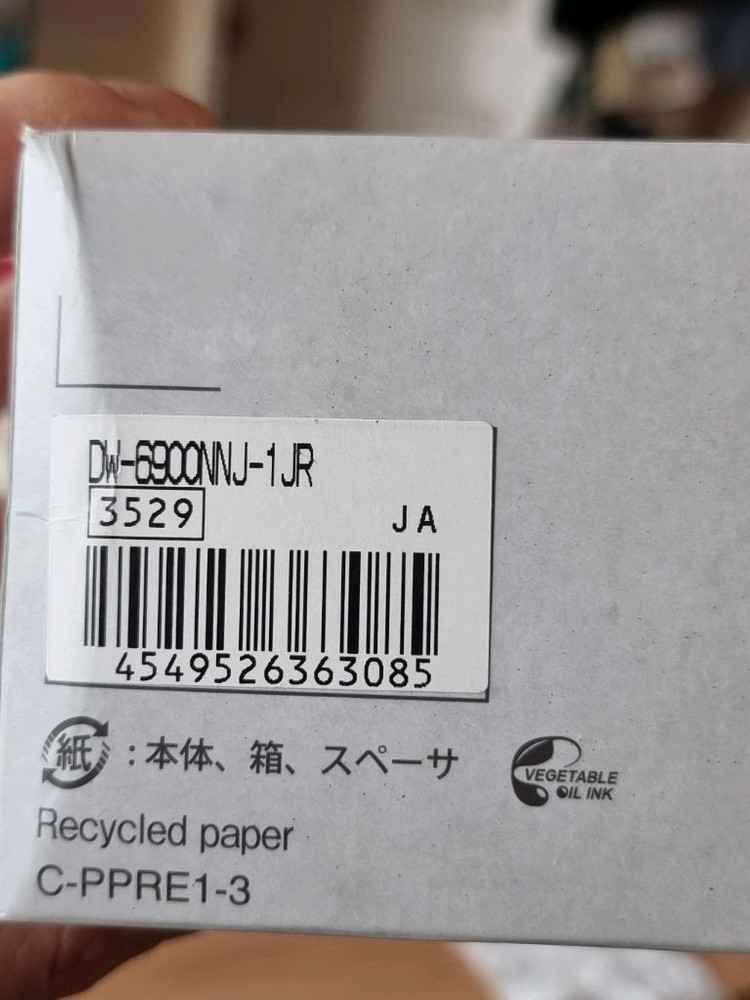 DW-6900NNJ-1JR
3529 JA
4549526363085
紙 : 本体、箱、スペーサ
VEGETABLE
OIL INK
Recycled paper
C-PPRE1-3